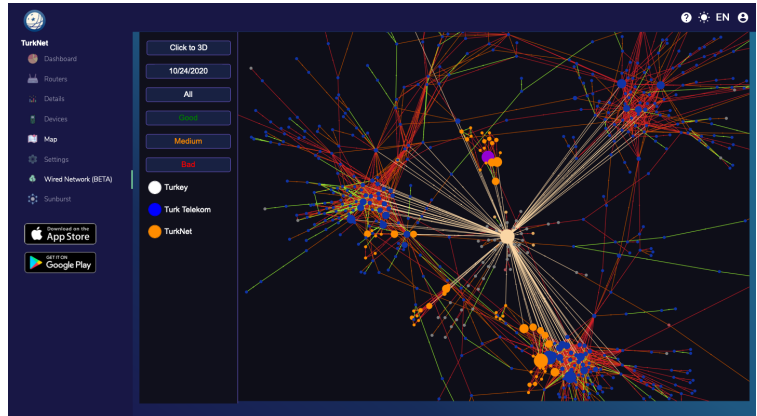 EN
TurkNet
Dashboard
Routers
Details
Devices
Map
Settings
Wired Network (BETA)
Sunburst
Download on the
App Store
GET IT ON
Google Play
Click to 3D
10/24/2020
All
Good
Medium
Bad
Turkey
Turk Telekom
TurkNet